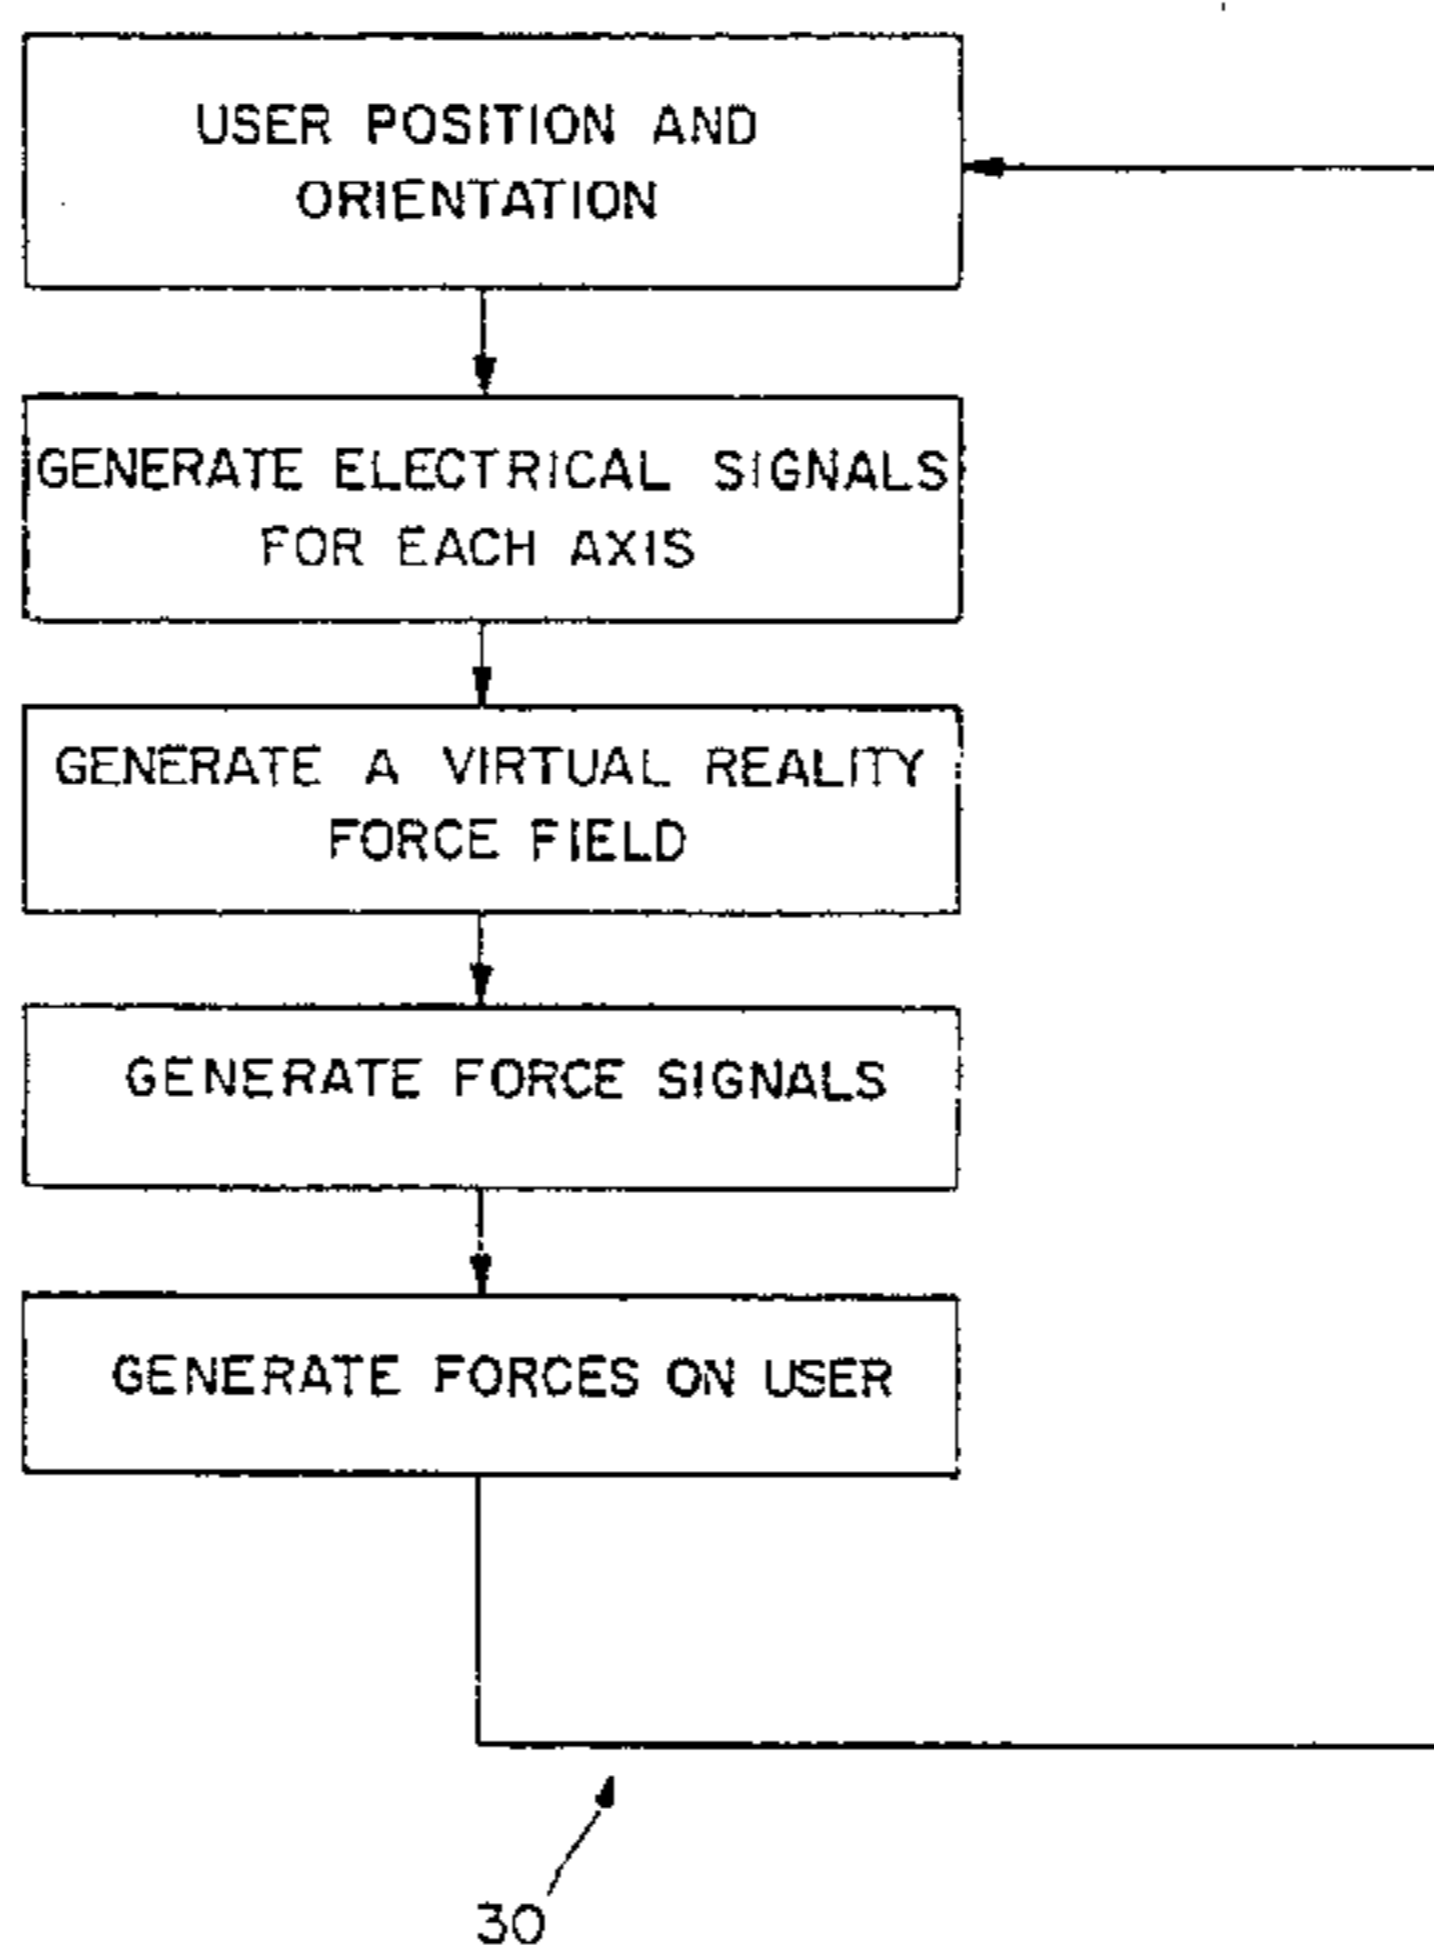 USER POSITION AND
ORIENTATION
GENERATE ELECTRICAL SIGNALS
FOR EACH AXIS
GENERATE A VIRTUAL REALITY
FORCE FIELD
GENERATE FORCE SIGNALS
GENERATE FORCES ON USER
30